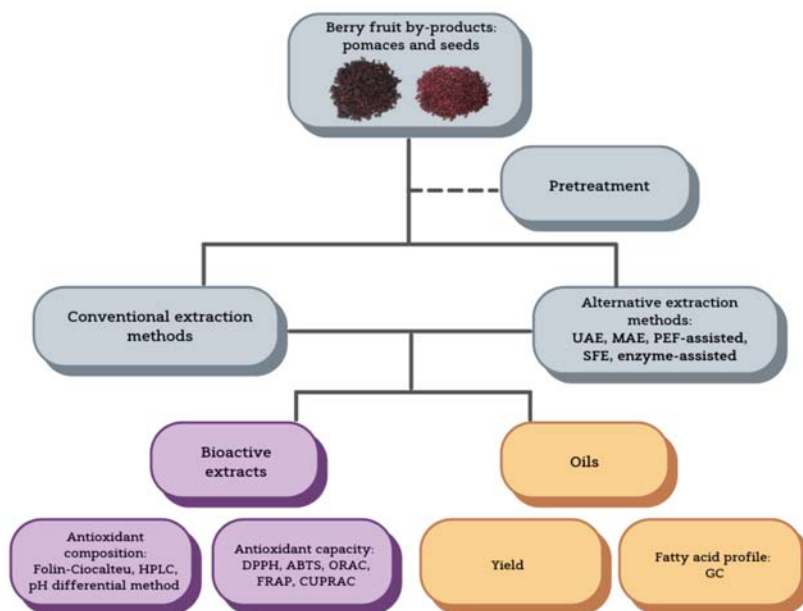 Berry fruit by-products:
pomaces and seeds
Pretreatment
Conventional extraction
methods
Alternative extraction
methods:
UAE, MAE, PEF-assisted,
SFE, enzyme-assisted
Bioactive
extracts
Oils
Antioxidant
composition:
Folin-Ciocalteu, HPLC,
pH differential method
Antioxidant capacity:
DPPH, ABTS, ORAC,
FRAP, CUPRAC
Yield
Fatty acid profile:
GC